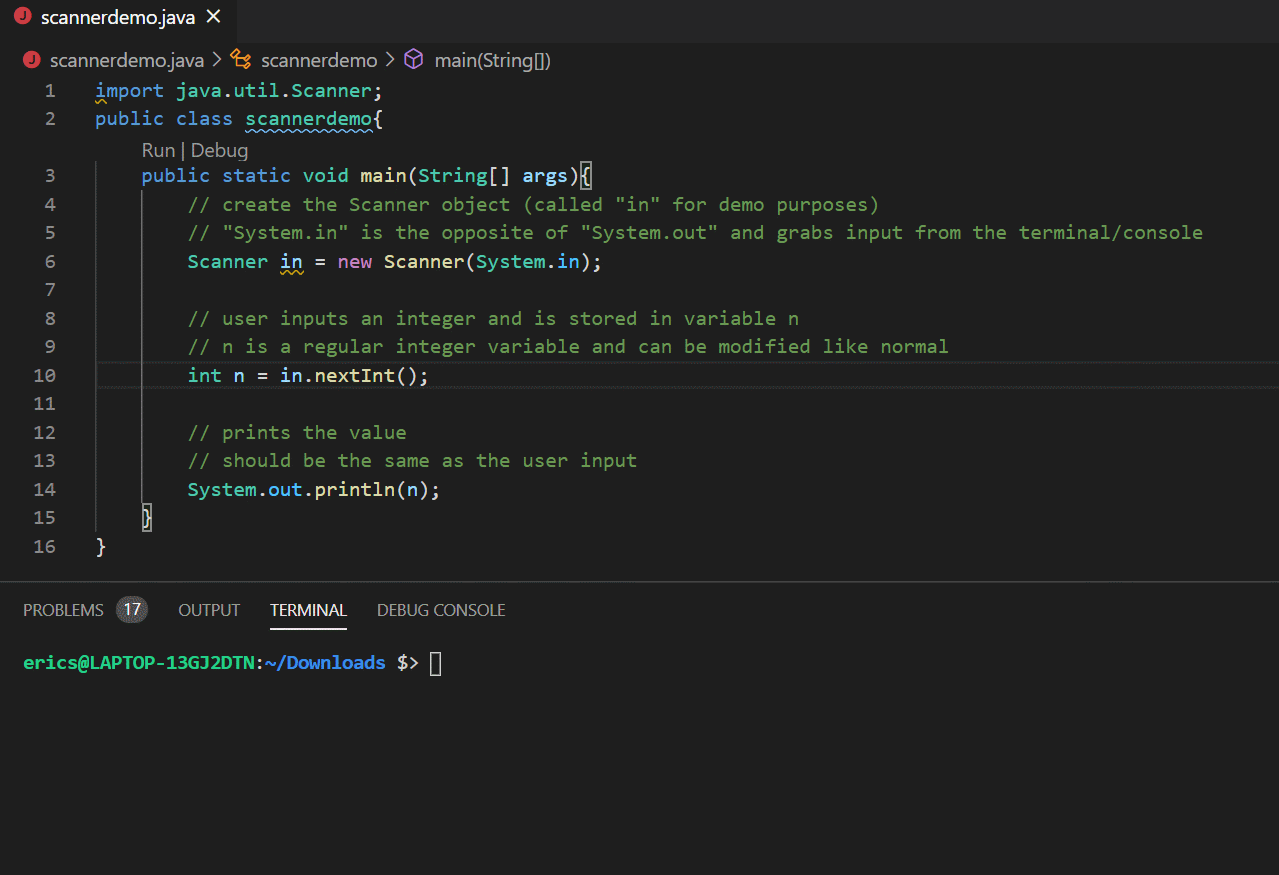 J scannerdemo.java ×
J scannerdemo.java > scannerdemo > main(String[])
1 import java.util.Scanner;
2 public class scannerdemo{
Run | Debug
3 public static void main(String[] args){
4 // create the Scanner object (called "in" for demo purposes)
5 // "System.in" is the opposite of "System.out" and grabs input from the terminal/console
6 Scanner in = new Scanner(System.in);
7
8 // user inputs an integer and is stored in variable n
9 // n is a regular integer variable and can be modified like normal
10 int n = in.nextInt();
11
12 // prints the value
13 // should be the same as the user input
14 System.out.println(n);
15 }
16 }
PROBLEMS 17 OUTPUT TERMINAL DEBUG CONSOLE
erics@LAPTOP-13GJ2DTN:~/Downloads $>